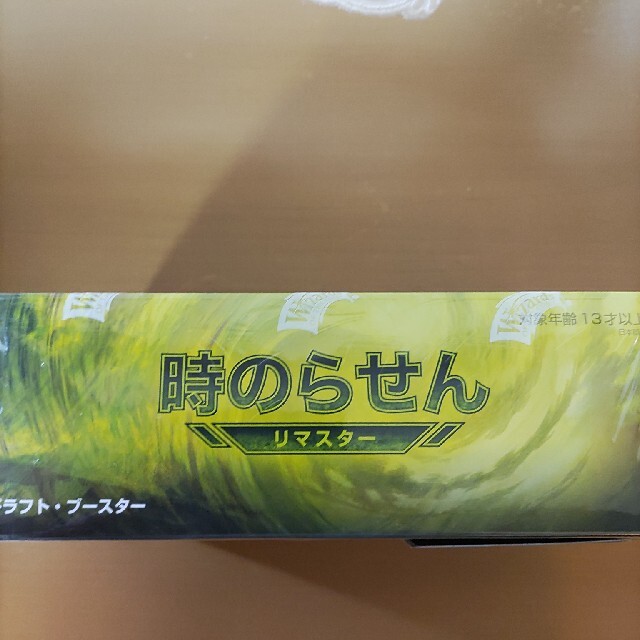 対象年齢 13才以上
時のらせん
リマスター
ドラフト・ブースター